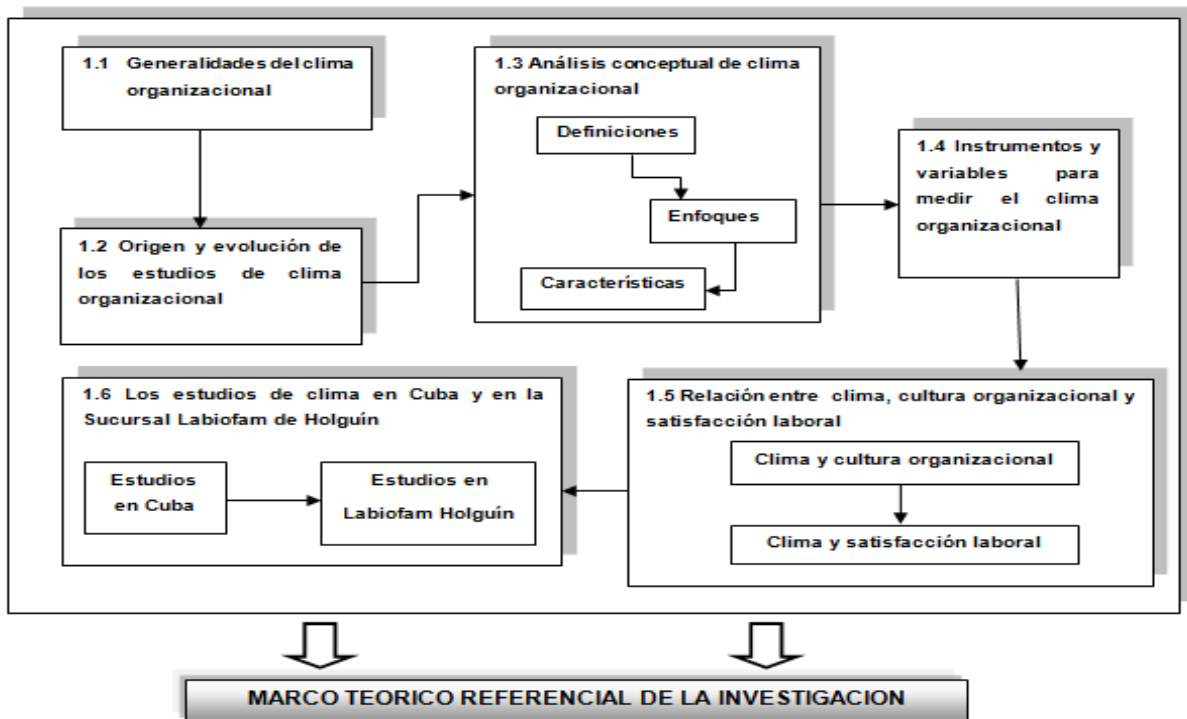 1.1 Generalidades del clima
organizacional
1.2 Origen y evolución de
los estudios de clima
organizacional
1.3 Análisis conceptual de clima
organizacional
Definiciones
Enfoques
Características
1.4 Instrumentos y
variables para
medir el clima
organizacional
1.5 Relación entre clima, cultura organizacional y
satisfacción laboral
Clima y cultura organizacional
Clima y satisfacción laboral
1.6 Los estudios de clima en Cuba y en la
Sucursal Labiofam de Holguín
Estudios
en Cuba
Estudios en
Labiofam Holguín
MARCO TEORICO REFERENCIAL DE LA INVESTIGACION